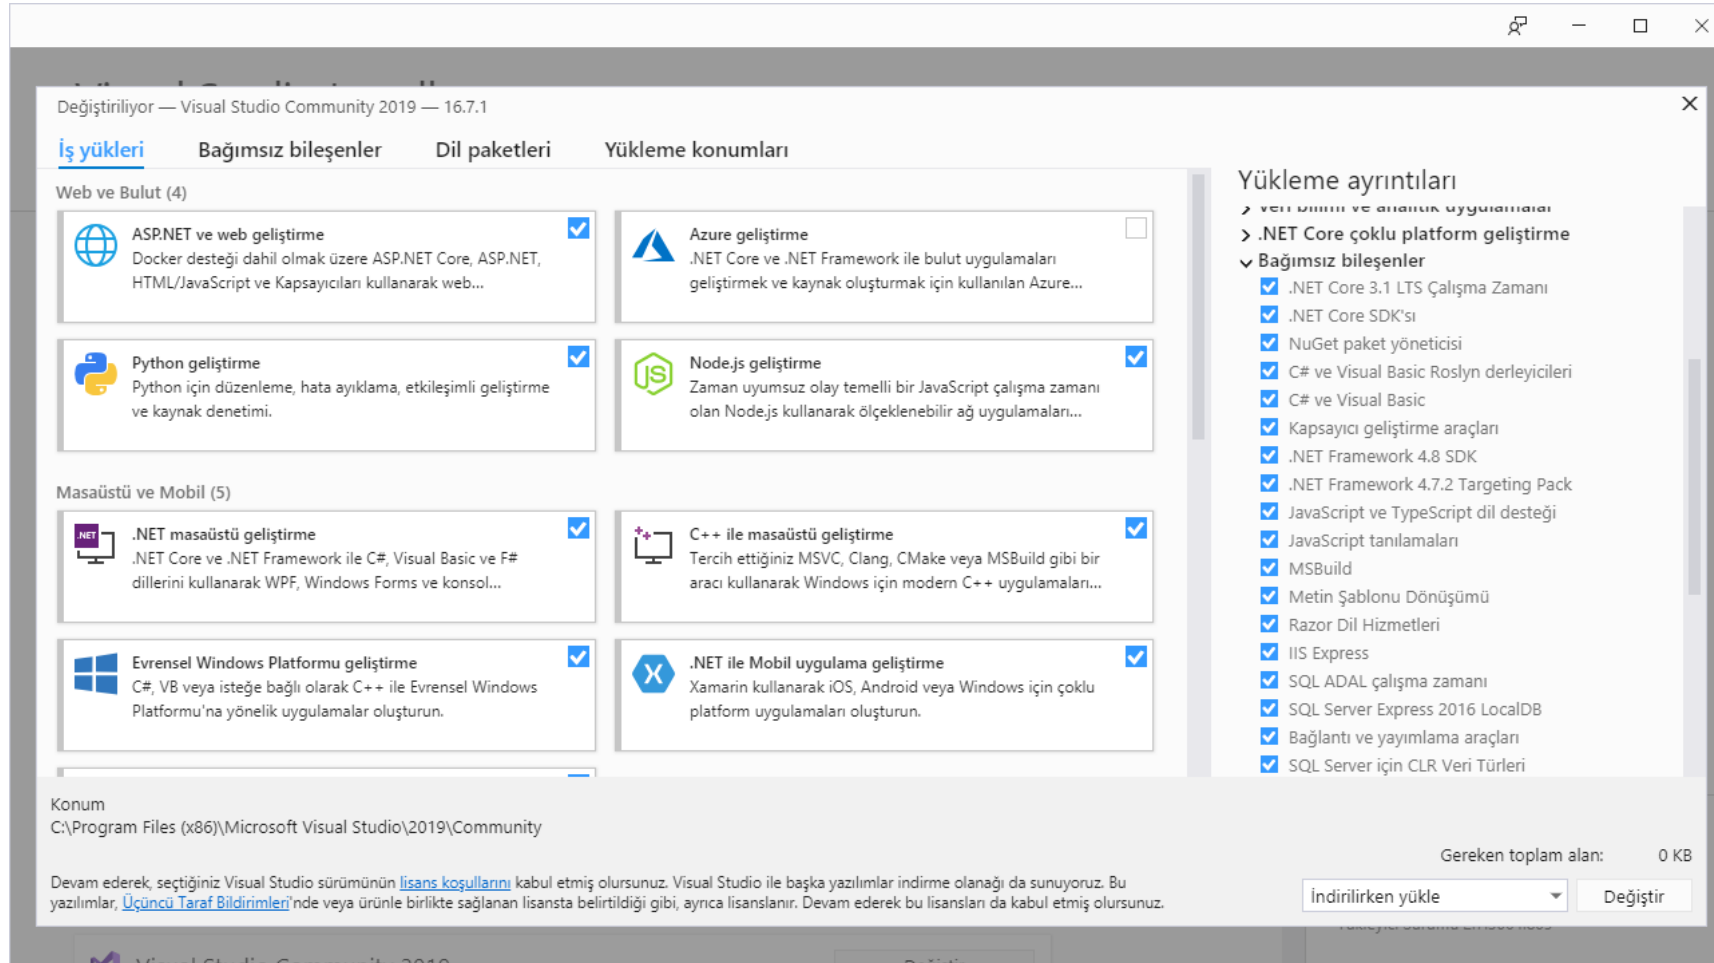 Değiştiriliyor — Visual Studio Community 2019 — 16.7.1
İş yükleri
Bağımsız bileşenler
Dil paketleri
Yükleme konumları
Web ve Bulut (4)
ASP.NET ve web geliştirme
Docker desteği dahil olmak üzere ASP.NET Core, ASP.NET,
HTML/JavaScript ve Kapsayıcıları kullanarak web...
Azure geliştirme
.NET Core ve .NET Framework ile bulut uygulamaları
geliştirmek ve kaynak oluşturmak için kullanılan Azure...
Python geliştirme
Python için düzenleme, hata ayıklama, etkileşimli geliştirme
ve kaynak denetimi.
Node.js geliştirme
Zaman uyumsuz olay temelli bir JavaScript çalışma zamanı
olan Node.js kullanarak ölçeklenebilir ağ uygulamaları...
Masaüstü ve Mobil (5)
.NET
.NET masaüstü geliştirme
.NET Core ve .NET Framework ile C#, Visual Basic ve F#
dillerini kullanarak WPF, Windows Forms ve konsol...
C++ ile masaüstü geliştirme
Tercih ettiğiniz MSVC, Clang, CMake veya MSBuild gibi bir
aracı kullanarak Windows için modern C++ uygulamaları...
Evrensel Windows Platformu geliştirme
C#, VB veya isteğe bağlı olarak C++ ile Evrensel Windows
Platformu'na yönelik uygulamalar oluşturun.
.NET ile Mobil uygulama geliştirme
Xamarin kullanarak iOS, Android veya Windows için çoklu
platform uygulamaları oluşturun.
Yükleme ayrıntıları
Veri bilimi ve analitik uygulamalar
.NET Core çoklu platform geliştirme
Bağımsız bileşenler
.NET Core 3.1 LTS Çalışma Zamanı
.NET Core SDK'sı
NuGet paket yöneticisi
C# ve Visual Basic Roslyn derleyicileri
C# ve Visual Basic
Kapsayıcı geliştirme araçları
.NET Framework 4.8 SDK
.NET Framework 4.7.2 Targeting Pack
JavaScript ve TypeScript dil desteği
JavaScript tanılamaları
MSBuild
Metin Şablonu Dönüşümü
Razor Dil Hizmetleri
IIS Express
SQL ADAL çalışma zamanı
SQL Server Express 2016 LocalDB
Bağlantı ve yayımlama araçları
SQL Server için CLR Veri Türleri
Konum
C:\Program Files (x86)\Microsoft Visual Studio\2019\Community
Gereken toplam alan: 0 KB
Devam ederek, seçtiğiniz Visual Studio sürümünün lisans koşullarını kabul etmiş olursunuz. Visual Studio ile başka yazılımlar indirme olanağı da sunuyoruz. Bu
yazılımlar, Üçüncü Taraf Bildirimleri'nde veya ürünle birlikte sağlanan lisansta belirtildiği gibi, ayrıca lisanslanır. Devam ederek bu lisansları da kabul etmiş olursunuz.
İndirilirken yükle
Değiştir